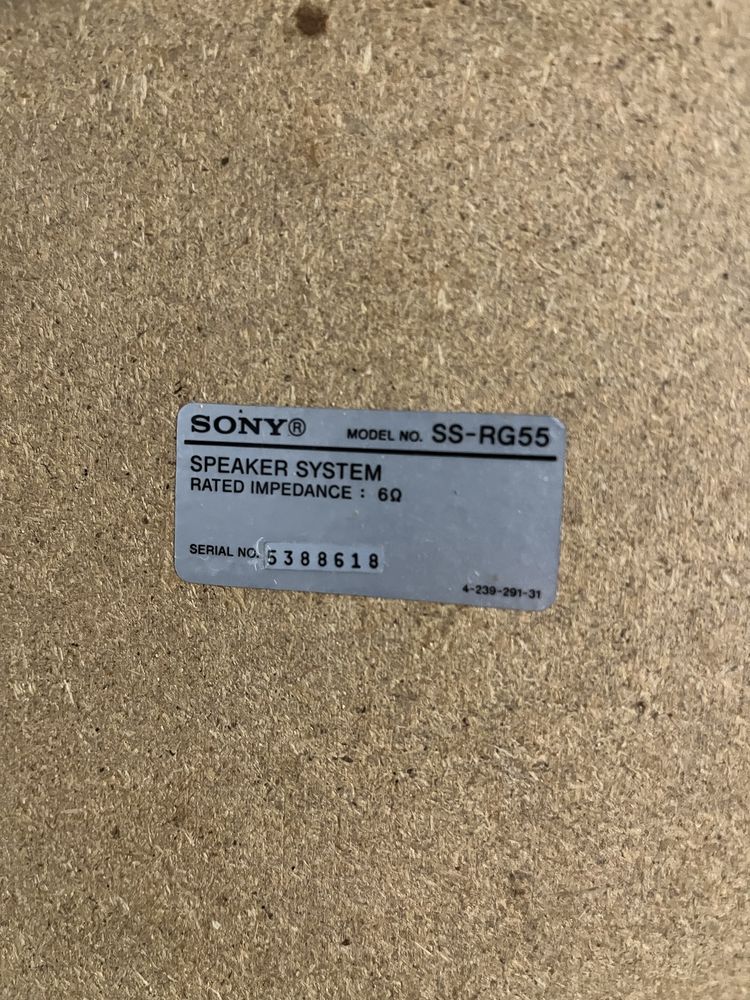 SONY® MODEL NO. SS-RG55
SPEAKER SYSTEM
RATED IMPEDANCE : 6Ω
SERIAL NO. 5388618
4-239-291-31